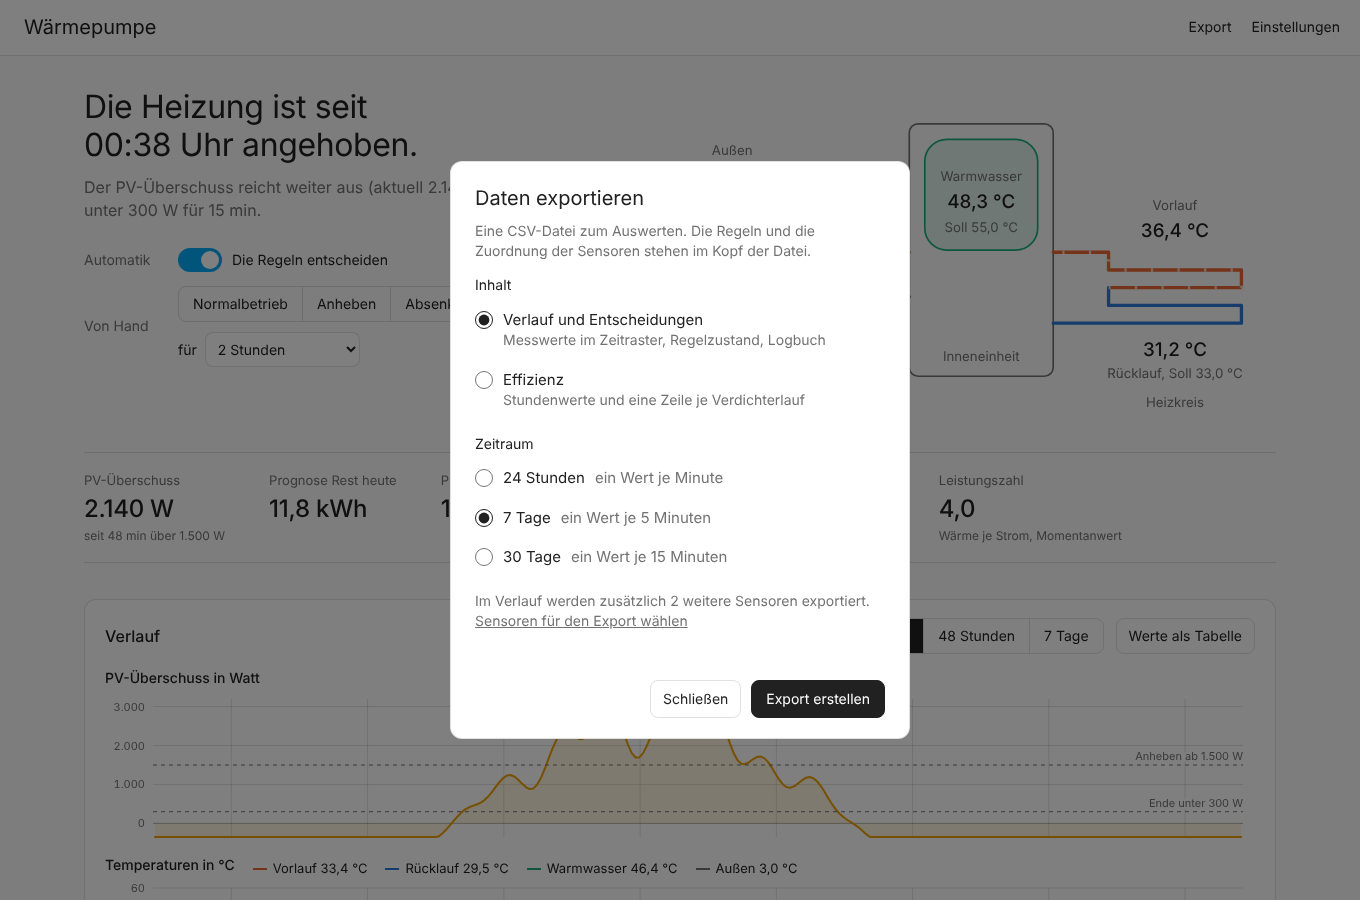 Wärmepumpe
Export
Einstellungen
Die Heizung ist seit
00:38 Uhr angehoben.
Der PV-Überschuss reicht weiter aus (aktuell
unter 300 W für 15 min.
Automatik
Die Regeln entscheiden
Von Hand
Normalbetrieb
Anheben
für
2 Stunden
Außen
Warmwasser
48,3 °C
Soll 55,0 °C
Inneneinheit
Vorlauf
36,4 °C
31,2 °C
Rücklauf, Soll 33,0 °C
Heizkreis
Daten exportieren
Eine CSV-Datei zum Auswerten. Die Regeln und die
Zuordnung der Sensoren stehen im Kopf der Datei.
Inhalt
Verlauf und Entscheidungen
Messwerte im Zeitraster, Regelzustand, Logbuch
Effizienz
Stundenwerte und eine Zeile je Verdichterlauf
Zeitraum
24 Stunden ein Wert je Minute
7 Tage ein Wert je 5 Minuten
30 Tage ein Wert je 15 Minuten
Im Verlauf werden zusätzlich 2 weitere Sensoren exportiert.
Sensoren für den Export wählen
Schließen
Export erstellen
PV-Überschuss
2.140 W
seit 48 min über 1.500 W
Prognose Rest heute
11,8 kWh
Leistungszahl
4,0
Wärme je Strom, Momentanwert
Verlauf
48 Stunden
7 Tage
Werte als Tabelle
PV-Überschuss in Watt
3.000
2.000
1.000
0
Anheben ab 1.500 W
Ende unter 300 W
Temperaturen in °C
Vorlauf 33,4 °C
Rücklauf 29,5 °C
Warmwasser 46,4 °C
Außen 3,0 °C
60